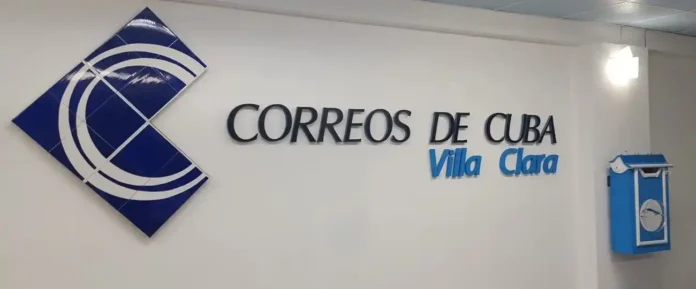 CORREOS DE CUBA
Villa Clara